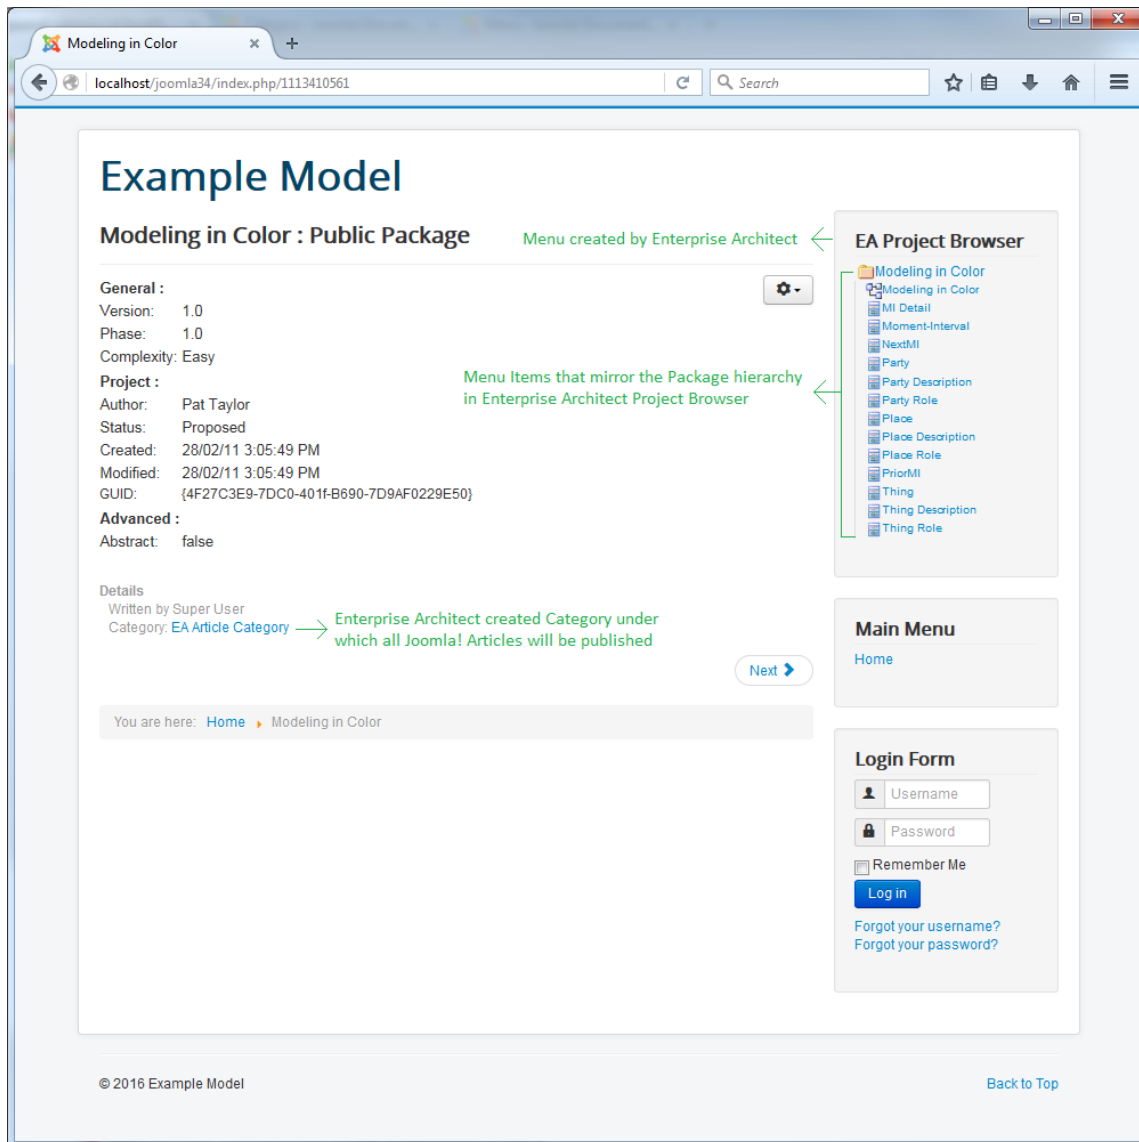 Modeling in Color
localhost/joomla34/index.php/1113410561
Search
Example Model
Modeling in Color : Public Package
Menu created by Enterprise Architect
General :
Version: 1.0
Phase: 1.0
Complexity: Easy
Project :
Author: Pat Taylor
Status: Proposed
Created: 28/02/11 3:05:49 PM
Modified: 28/02/11 3:05:49 PM
GUID: {4F27C3E9-7DC0-401f-B690-7D9AF0229E50}
Advanced :
Abstract: false
Menu Items that mirror the Package hierarchy
in Enterprise Architect Project Browser
Details
Written by Super User
Category: EA Article Category
Enterprise Architect created Category under
which all Joomla! Articles will be published
Next
You are here: Home Modeling in Color
EA Project Browser
Modeling in Color
Modeling in Color
MI Detail
Moment-Interval
NextMI
Party
Party Description
Party Role
Place
Place Description
Place Role
PriorMI
Thing
Thing Description
Thing Role
Main Menu
Home
Login Form
Username
Password
Remember Me
Log in
Forgot your username?
Forgot your password?
© 2016 Example Model
Back to Top